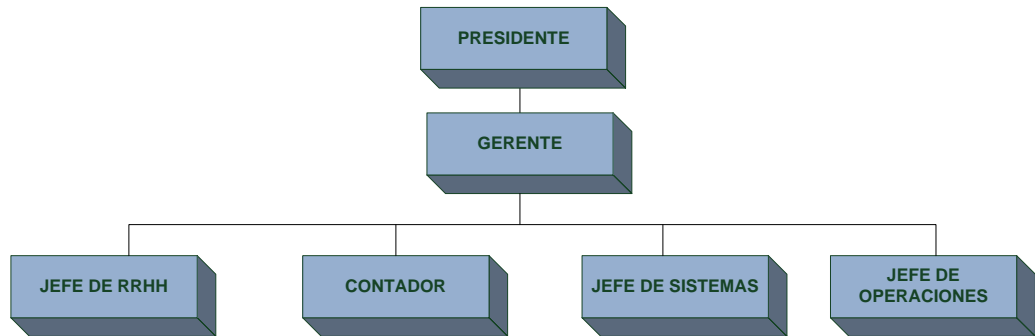 PRESIDENTE
GERENTE
JEFE DE RRHH
CONTADOR
JEFE DE SISTEMAS
JEFE DE
OPERACIONES